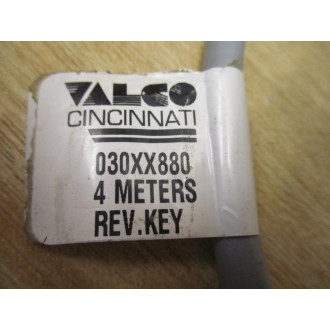 VALCO
CINCINNATI
030XX880
4 METERS
REV.KEY